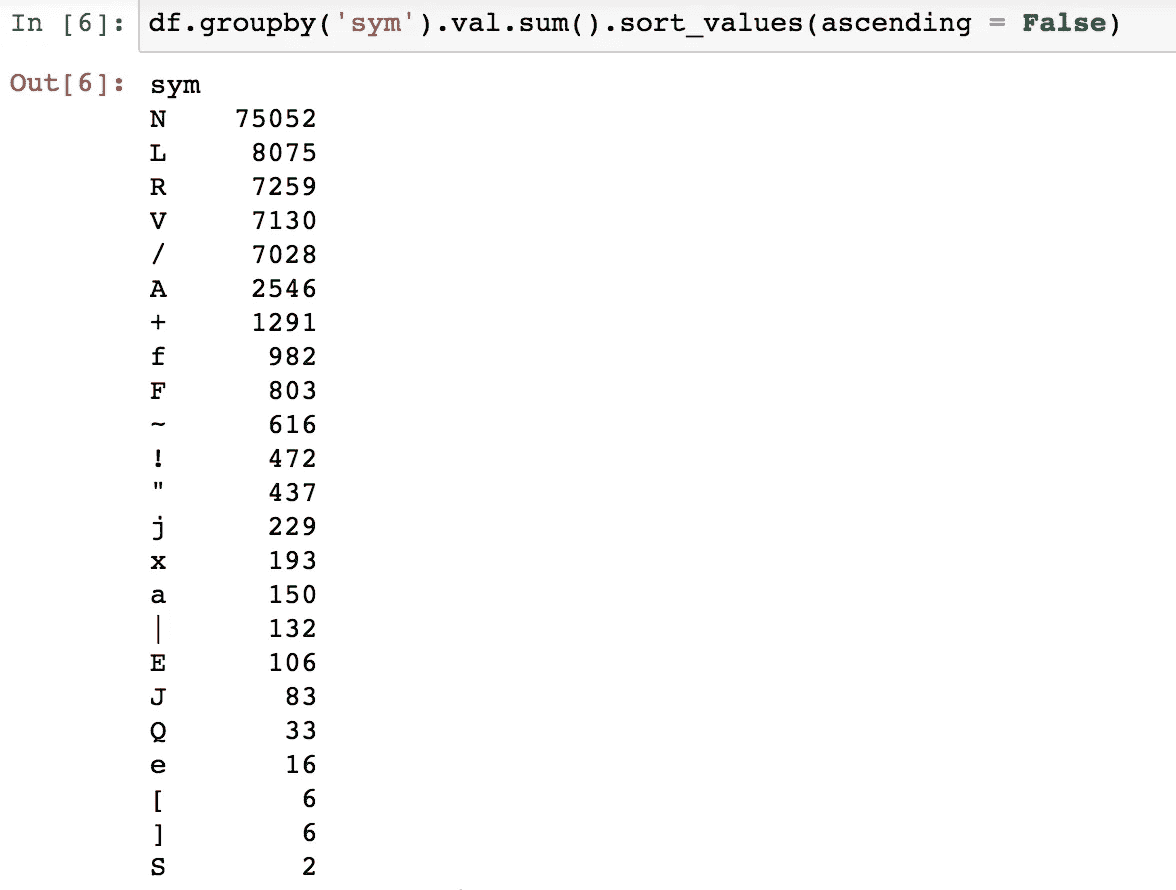 In [6]: df.groupby('sym').val.sum().sort_values(ascending = False)
Out[6]: sym
N 75052
L 8075
R 7259
V 7130
/ 7028
A 2546
+ 1291
f 982
F 803
~ 616
! 472
" 437
j 229
x 193
a 150
| 132
E 106
J 83
Q 33
e 16
[ 6
] 6
S 2